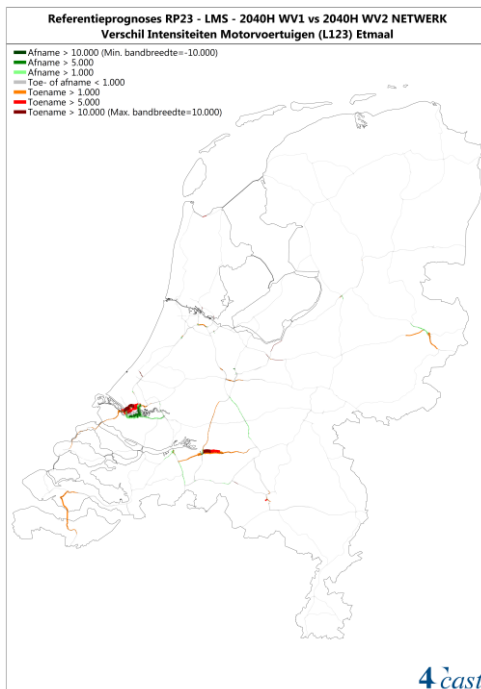 Referentieprognoses RP23 - LMS - 2040H WV1 vs 2040H WV2 NETWERK
Verschil Intensiteiten Motorvoertuigen (L123) Etmaal
Afname > 10.000 (Min. bandbreedte=-10.000)
Afname > 5.000
Afname > 1.000
Toe- of afname < 1.000
Toename > 1.000
Toename > 5.000
Toename > 10.000 (Max. bandbreedte=10.000)
4cast